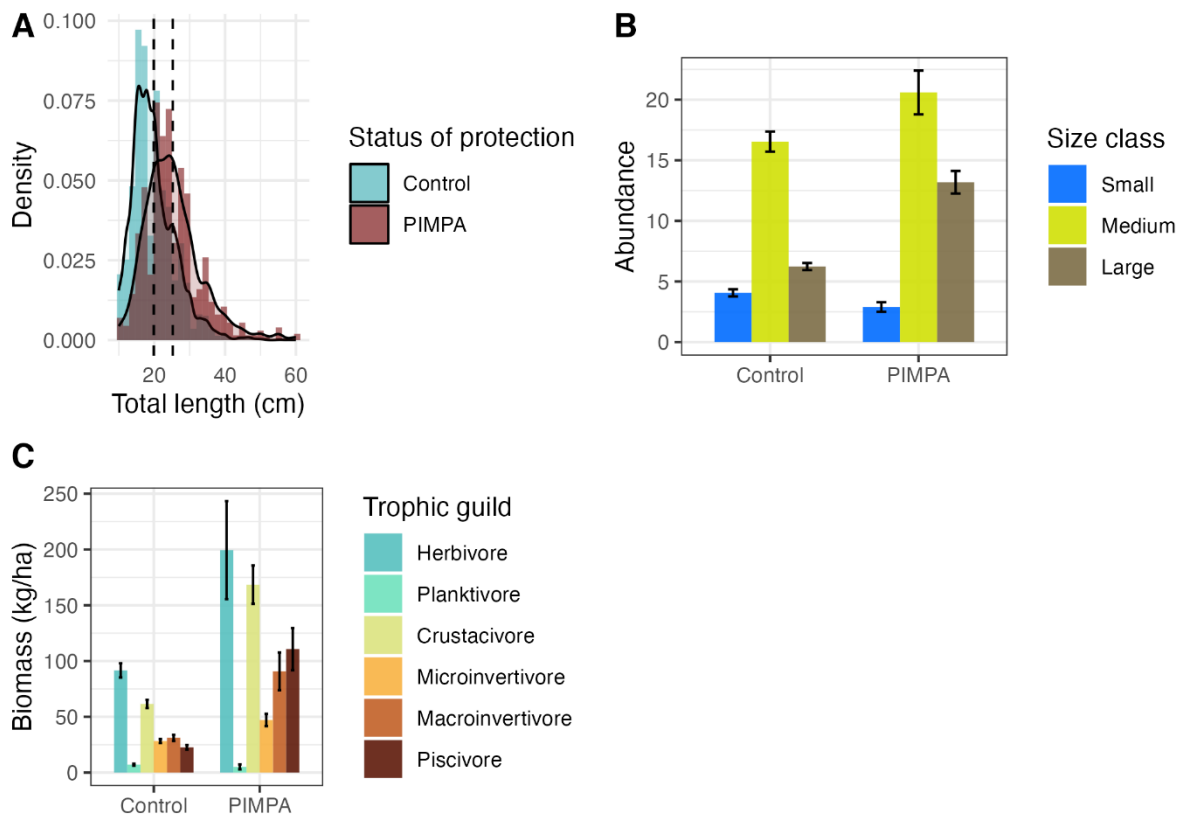 A
0.100
0.075
0.050
0.025
0.000
Density
20
40
60
Total length (cm)
Status of protection
Control
PIMPA
B
20
15
10
5
0
Abundance
Control
PIMPA
Size class
Small
Medium
Large
C
250
200
150
100
50
0
Biomass (kg/ha)
Control
PIMPA
Trophic guild
Herbivore
Planktivore
Crustacivore
Microinvertivore
Macroinvertivore
Piscivore